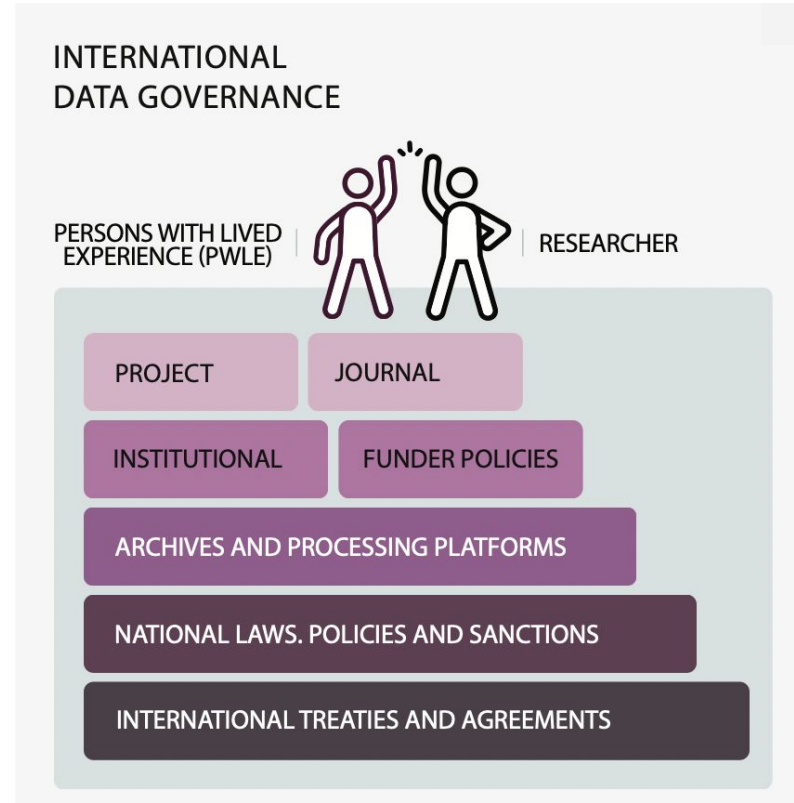 INTERNATIONAL
DATA GOVERNANCE
PERSONS WITH LIVED
EXPERIENCE (PWLE)
RESEARCHER
PROJECT
JOURNAL
INSTITUTIONAL
FUNDER POLICIES
ARCHIVES AND PROCESSING PLATFORMS
NATIONAL LAWS. POLICIES AND SANCTIONS
INTERNATIONAL TREATIES AND AGREEMENTS